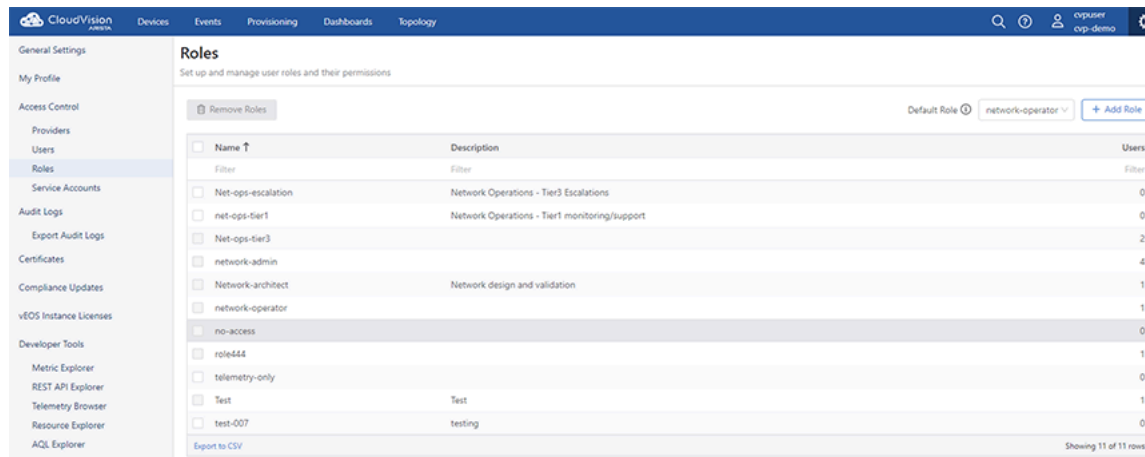 CloudVision
ARISTA
Devices
Events
Provisioning
Dashboards
Topology
cvpuser
cvp-demo
General Settings
My Profile
Access Control
Providers
Users
Roles
Service Accounts
Audit Logs
Export Audit Logs
Certificates
Compliance Updates
vEOS Instance Licenses
Developer Tools
Metric Explorer
REST API Explorer
Telemetry Browser
Resource Explorer
AQL Explorer
Roles
Set up and manage user roles and their permissions
Remove Roles
Default Role network-operator
+ Add Role
Name ↑ Description Users
Filter Filter Filter
Net-ops-escalation Network Operations - Tier3 Escalations 0
net-ops-tier1 Network Operations - Tier1 monitoring/support 0
Net-ops-tier3 2
network-admin 4
Network-architect Network design and validation 1
network-operator 1
no-access 0
role444 1
telemetry-only 0
Test Test 1
test-007 testing 0
Export to CSV Showing 11 of 11 rows